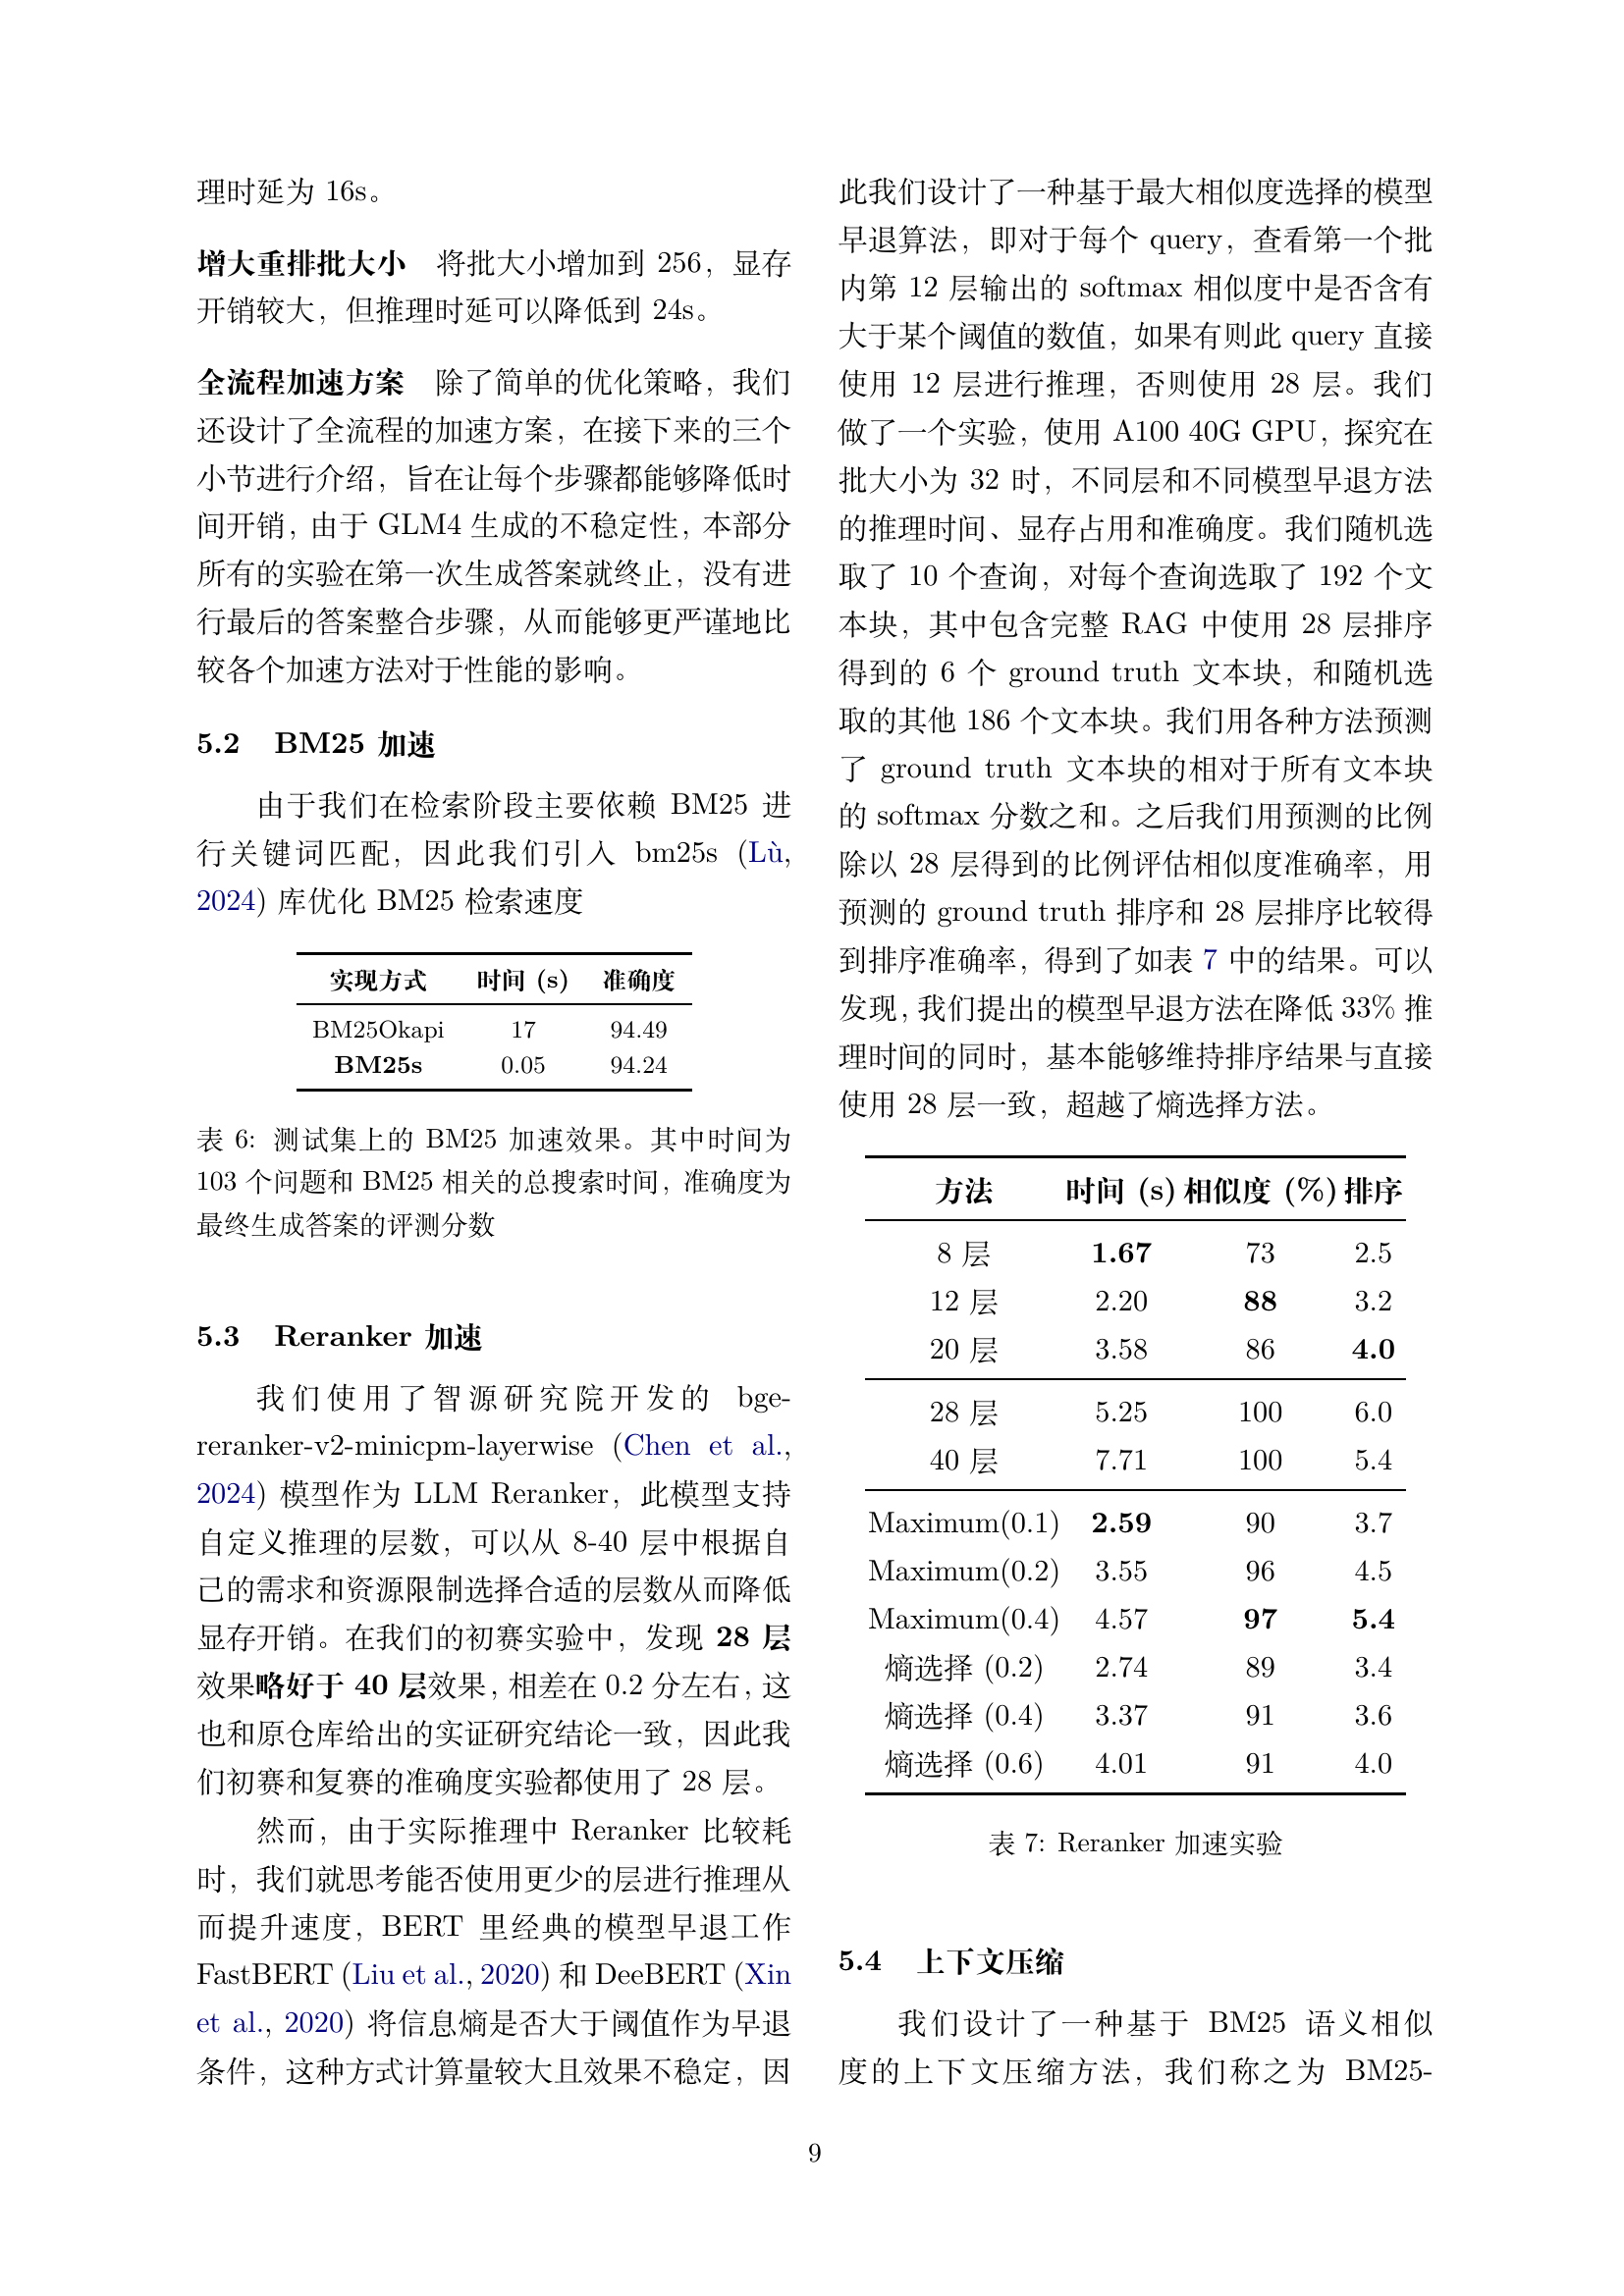 理时延为 16s。
增大重排批大小 将批大小增加到 256，显存
开销较大，但推理时延可以降低到 24s。
全流程加速方案 除了简单的优化策略，我们
还设计了全流程的加速方案，在接下来的三个
小节进行介绍，旨在让每个步骤都能够降低时
间开销，由于 GLM4 生成的不稳定性，本部分
所有的实验在第一次生成答案就终止，没有进
行最后的答案整合步骤，从而能够更严谨地比
较各个加速方法对于性能的影响。
5.2 BM25 加速
由于我们在检索阶段主要依赖 BM25 进
行关键词匹配，因此我们引入 bm25s (Lù,
2024) 库优化 BM25 检索速度
实现方式 时间 (s) 准确度
BM25Okapi 17 94.49
BM25s 0.05 94.24
表 6: 测试集上的 BM25 加速效果。其中时间为
103 个问题和 BM25 相关的总搜索时间，准确度为
最终生成答案的评测分数
5.3 Reranker 加速
我们使用了智源研究院开发的 bge-
reranker-v2-minicpm-layerwise (Chen et al.,
2024) 模型作为 LLM Reranker，此模型支持
自定义推理的层数，可以从 8-40 层中根据自
己的需求和资源限制选择合适的层数从而降低
显存开销。在我们的初赛实验中，发现 28 层
效果略好于 40 层效果，相差在 0.2 分左右，这
也和原仓库给出的实证研究结论一致，因此我
们初赛和复赛的准确度实验都使用了 28 层。
然而，由于实际推理中 Reranker 比较耗
时，我们就思考能否使用更少的层进行推理从
而提升速度，BERT 里经典的模型早退工作
FastBERT (Liu et al., 2020) 和 DeeBERT (Xin
et al., 2020) 将信息熵是否大于阈值作为早退
条件，这种方式计算量较大且效果不稳定，因
此我们设计了一种基于最大相似度选择的模型
早退算法，即对于每个 query，查看第一个批
内第 12 层输出的 softmax 相似度中是否含有
大于某个阈值的数值，如果有则此 query 直接
使用 12 层进行推理，否则使用 28 层。我们
做了一个实验，使用 A100 40G GPU，探究在
批大小为 32 时，不同层和不同模型早退方法
的推理时间、显存占用和准确度。我们随机选
取了 10 个查询，对每个查询选取了 192 个文
本块，其中包含完整 RAG 中使用 28 层排序
得到的 6 个 ground truth 文本块，和随机选
取的其他 186 个文本块。我们用各种方法预测
了 ground truth 文本块的相对于所有文本块
的 softmax 分数之和。之后我们用预测的比例
除以 28 层得到的比例评估相似度准确率，用
预测的 ground truth 排序和 28 层排序比较得
到排序准确率，得到了如表 7 中的结果。可以
发现，我们提出的模型早退方法在降低 33% 推
理时间的同时，基本能够维持排序结果与直接
使用 28 层一致，超越了熵选择方法。
方法 时间 (s) 相似度 (%) 排序
8 层 1.67 73 2.5
12 层 2.20 88 3.2
20 层 3.58 86 4.0
28 层 5.25 100 6.0
40 层 7.71 100 5.4
Maximum(0.1) 2.59 90 3.7
Maximum(0.2) 3.55 96 4.5
Maximum(0.4) 4.57 97 5.4
熵选择 (0.2) 2.74 89 3.4
熵选择 (0.4) 3.37 91 3.6
熵选择 (0.6) 4.01 91 4.0
表 7: Reranker 加速实验
5.4 上下文压缩
我们设计了一种基于 BM25 语义相似
度的上下文压缩方法，我们称之为 BM25-
9